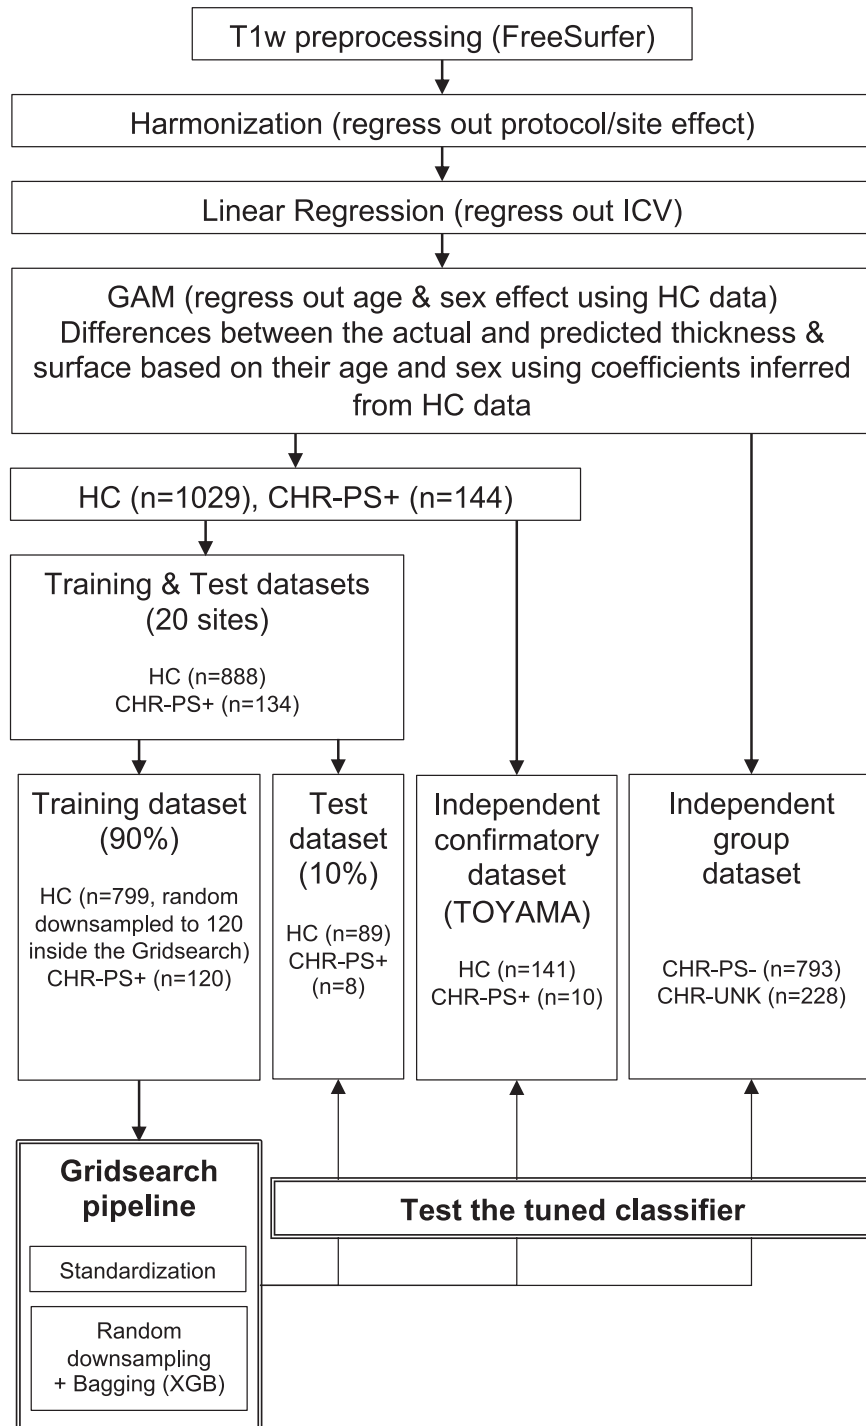 T1w preprocessing (FreeSurfer)
Harmonization (regress out protocol/site effect)
Linear Regression (regress out ICV)
GAM (regress out age & sex effect using HC data)
Differences between the actual and predicted thickness &
surface based on their age and sex using coefficients inferred
from HC data
HC (n=1029), CHR-PS+ (n=144)
Training & Test datasets
(20 sites)
HC (n=888)
CHR-PS+ (n=134)
Training dataset
(90%)
HC (n=799, random
downsampled to 120
inside the Gridsearch)
CHR-PS+ (n=120)
Test
dataset
(10%)
HC (n=89)
CHR-PS+
(n=8)
Independent
confirmatory
dataset
(TOYAMA)
HC (n=141)
CHR-PS+ (n=10)
Independent
group
dataset
CHR-PS- (n=793)
CHR-UNK (n=228)
Gridsearch
pipeline
Standardization
Random
downsampling
+ Bagging (XGB)
Test the tuned classifier